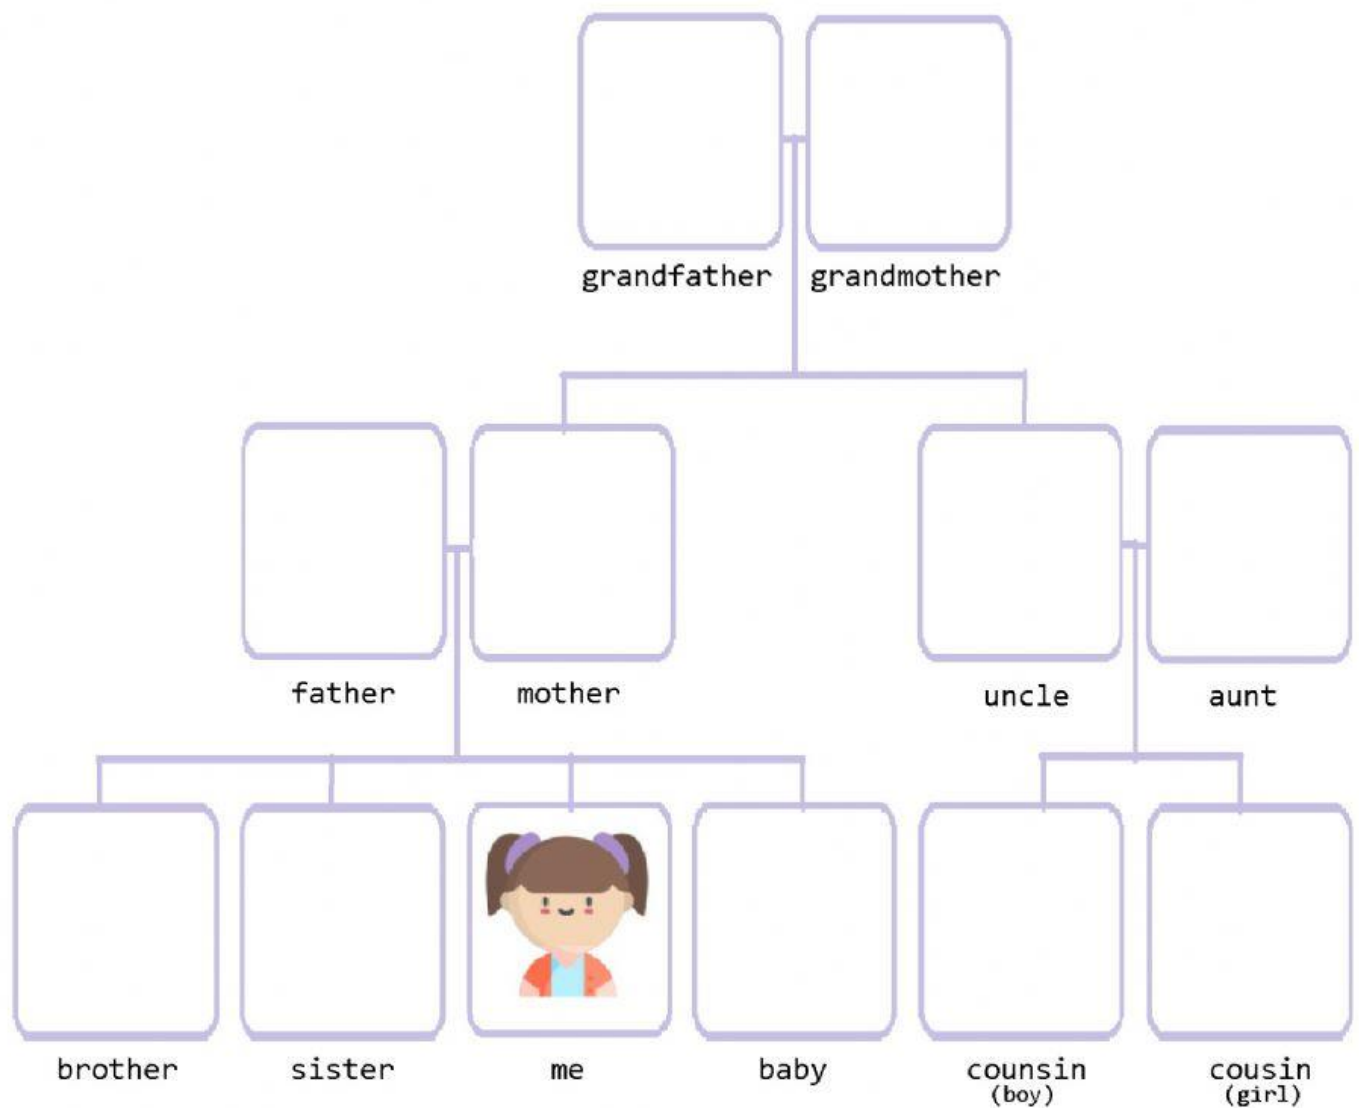 grandfather grandmother
father mother uncle aunt
brother sister me baby counsin cousin
(boy) (girl)